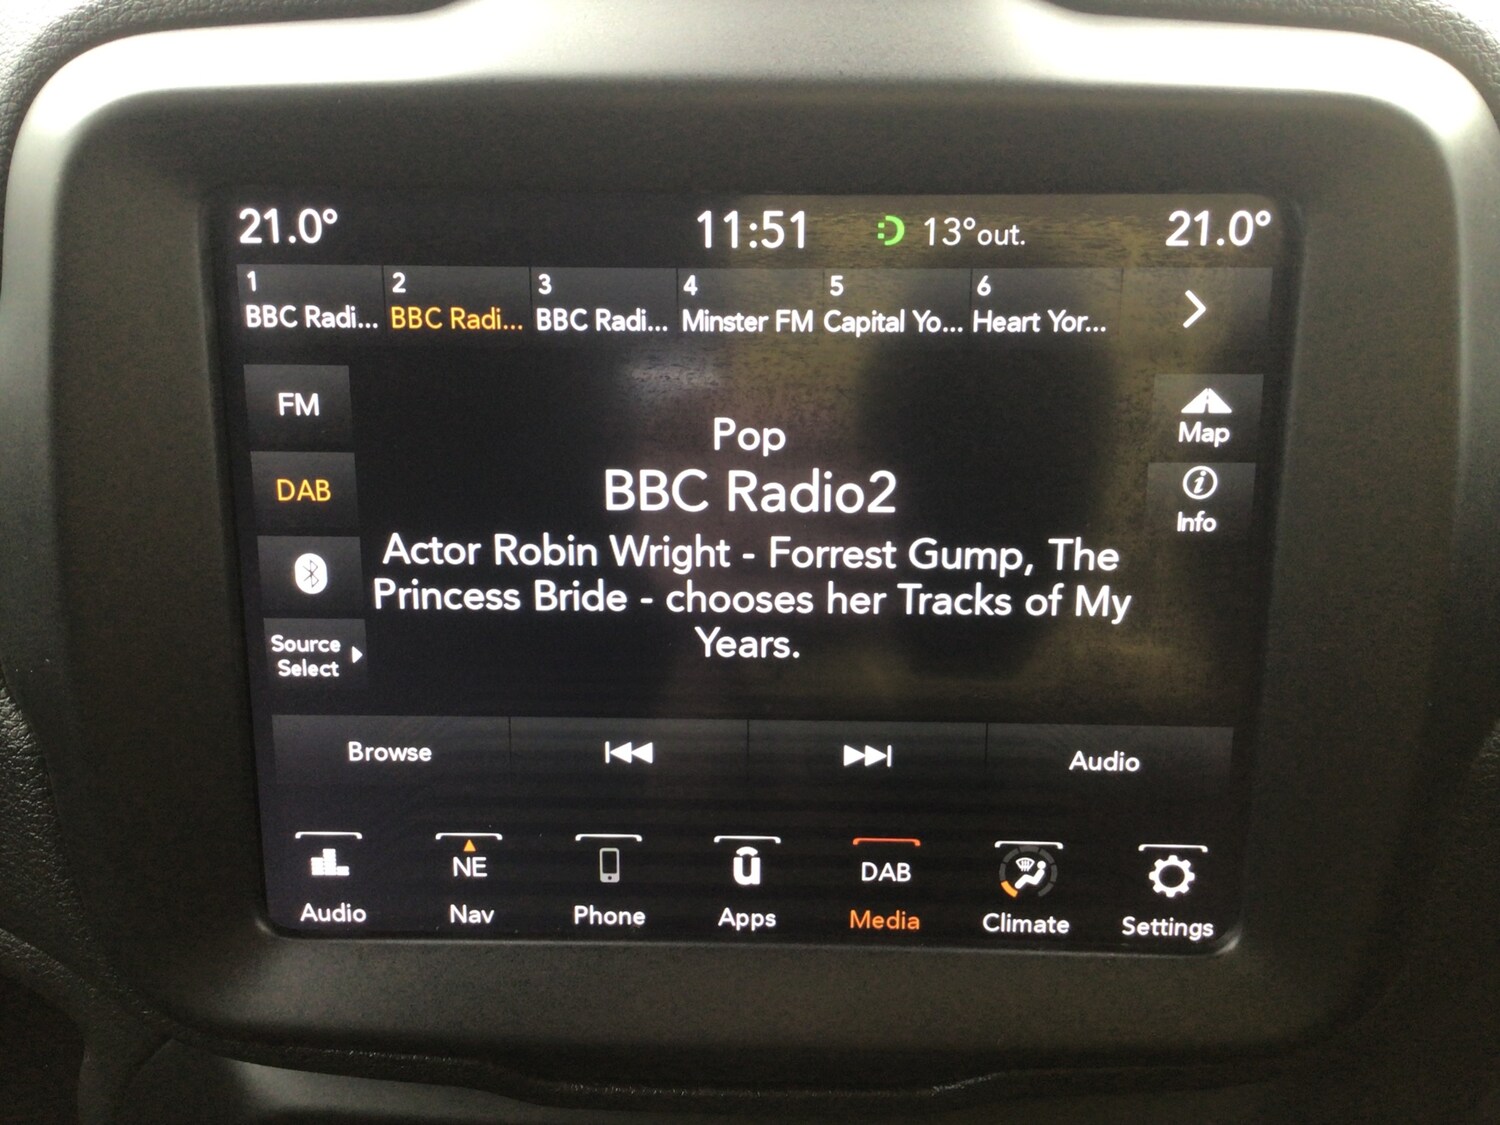 21.0° 11:51 13°out. 21.0°
1 2 3 4 5 6
BBC Radi... BBC Radi... BBC Radi... Minster FM Capital Yo... Heart Yor...
FM
DAB
Source
Select
Pop
BBC Radio2
Actor Robin Wright - Forrest Gump, The
Princess Bride - chooses her Tracks of My
Years.
Map
Info
Browse Audio
NE DAB
Audio Nav Phone Apps Media Climate Settings